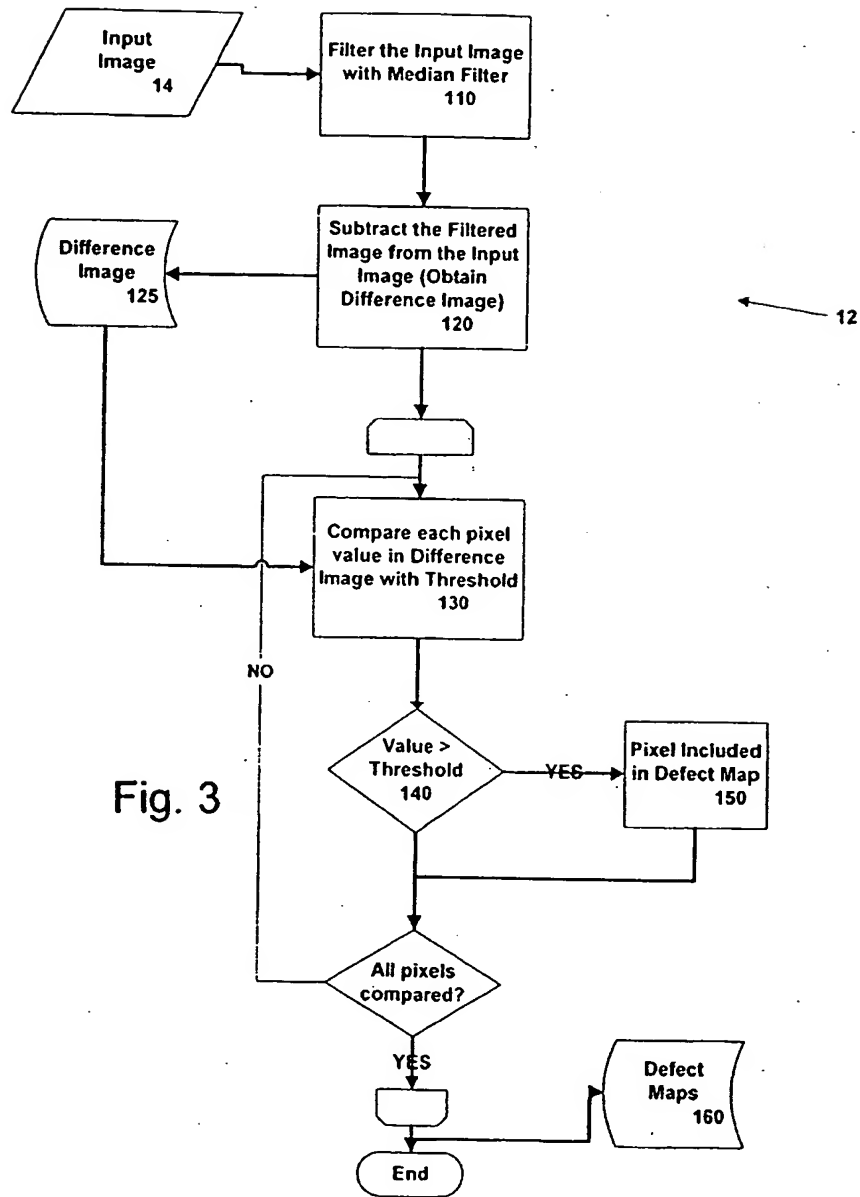 Input
Image
14
Filter the Input Image
with Median Filter
110
Difference
Image
125
Subtract the Filtered
Image from the Input
Image (Obtain
Difference Image)
120
12
Compare each pixel
value in Difference
Image with Threshold
130
NO
Value >
Threshold
140
YES
Pixel Included
in Defect Map
150
Fig. 3
All pixels
compared?
YES
Defect
Maps
160
End